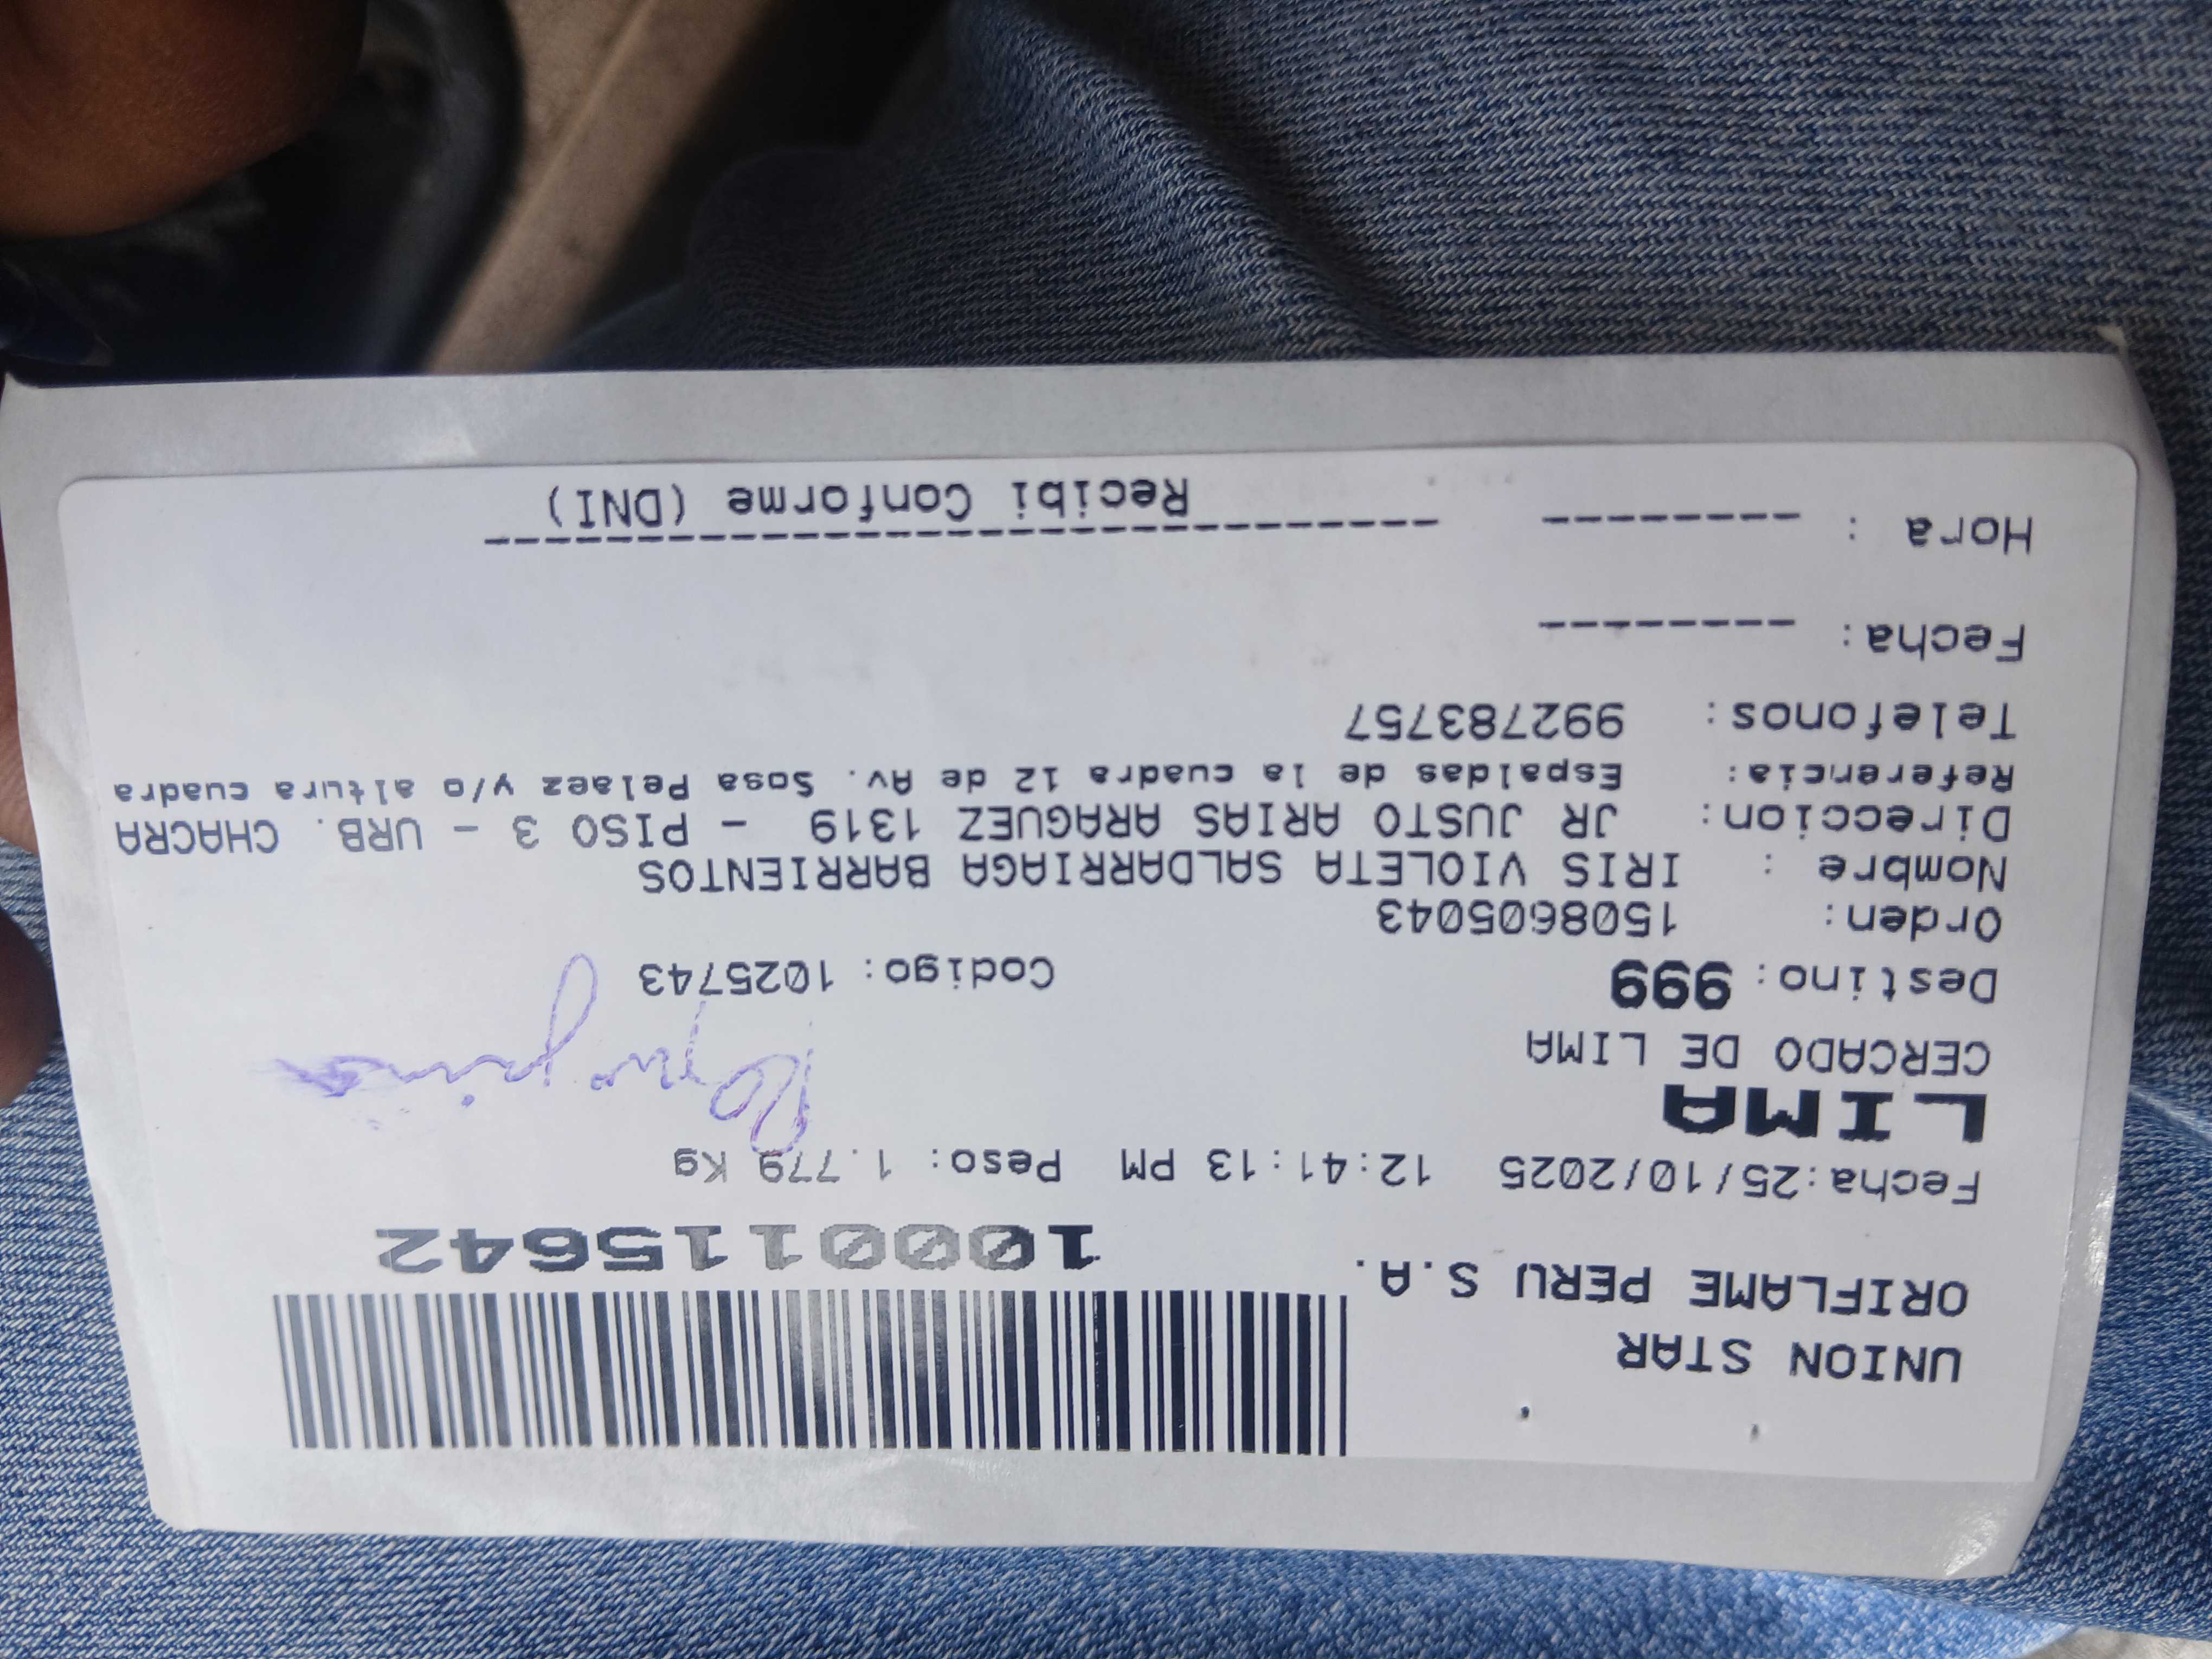 UNION STAR
ORIFLAME PERU S.A.
1000115642
Fecha:25/10/2025 12:41:13 PM Peso: 1.779 Kg
LIMA
CERCADO DE LIMA
Destino: 999 Codigo: 1025743
Orden: 1508605043
Nombre : IRIS VIOLETA SALDARRIAGA BARRIENTOS
Direccion: JR JUSTO ARIAS ARAGUEZ 1319 - PISO 3 - URB. CHACRA
Referencia: Espaldas de la cuadra 12 de Av. Sosa Pelaez y/o altura cuadra
Telefonos: 992783757
Fecha: --------
Hora : --------
Recibi Conforme (DNI)